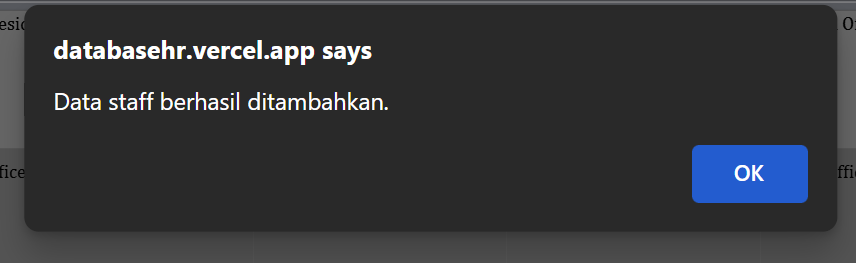 databasehr.vercel.app says
Data staff berhasil ditambahkan.
OK